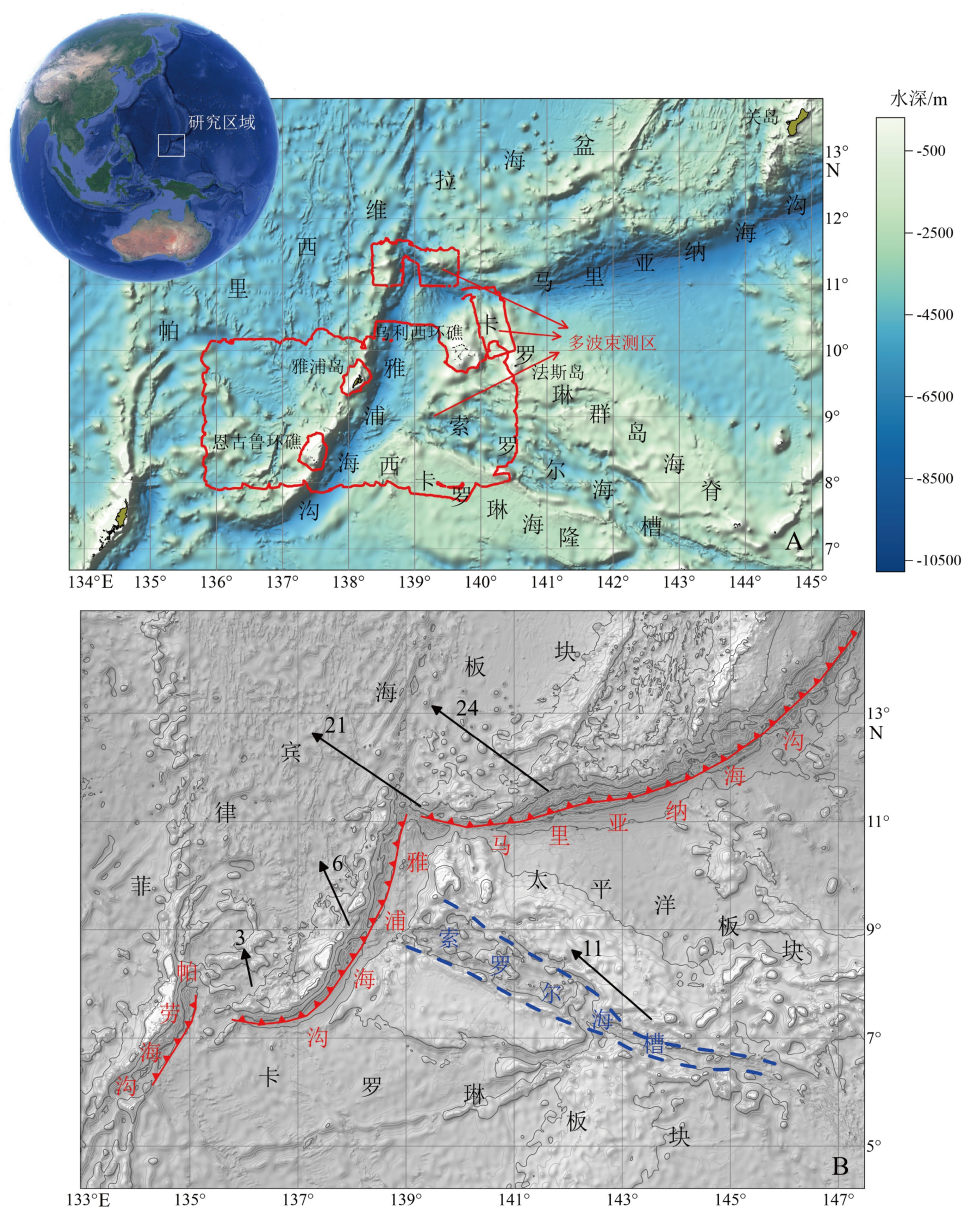 研究区域
水深/m
-500
-2500
-4500
-6500
-8500
-10500
关岛
13°
N
12°
11°
10°
9°
8°
7°
帕里西维拉海盆
马里亚纳海沟
乌利西环礁
卡罗琳群岛海脊
多波束测区
雅浦岛
法斯岛
雅浦海沟
索罗尔海槽
恩古鲁环礁
西卡罗琳海隆
A
134°E
135°
136°
137°
138°
139°
140°
141°
142°
143°
144°
145°
菲律宾海板块
21
24
13°
N
马里亚纳海沟
11°
太平洋板块
6
雅浦海沟
9°
3
11
索罗尔海槽
帕劳海沟
7°
卡罗琳板块
5°
B
133°E
135°
137°
139°
141°
143°
145°
147°